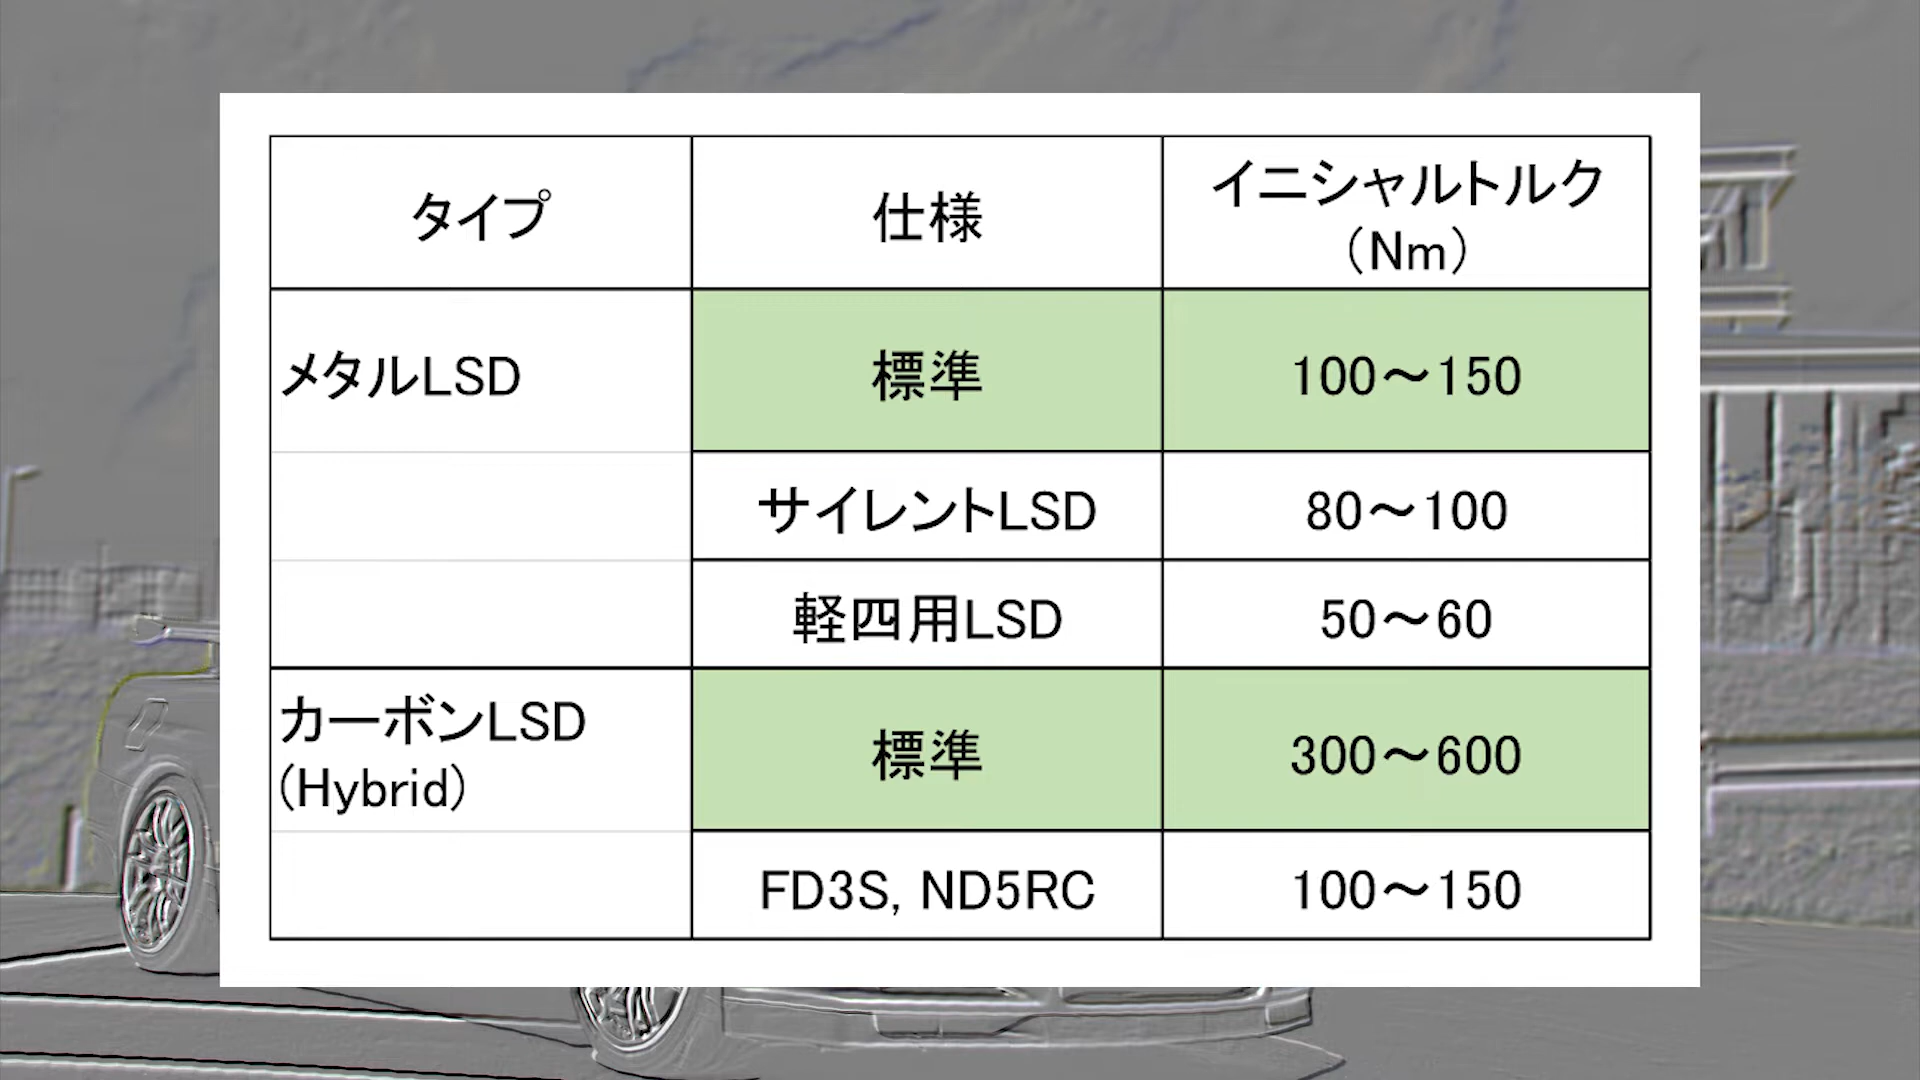 タイプ
仕様
イニシャルトルク
（Nm）
メタルLSD
標準
100～150
サイレントLSD
80～100
軽四用LSD
50～60
カーボンLSD
(Hybrid)
標準
300～600
FD3S, ND5RC
100～150